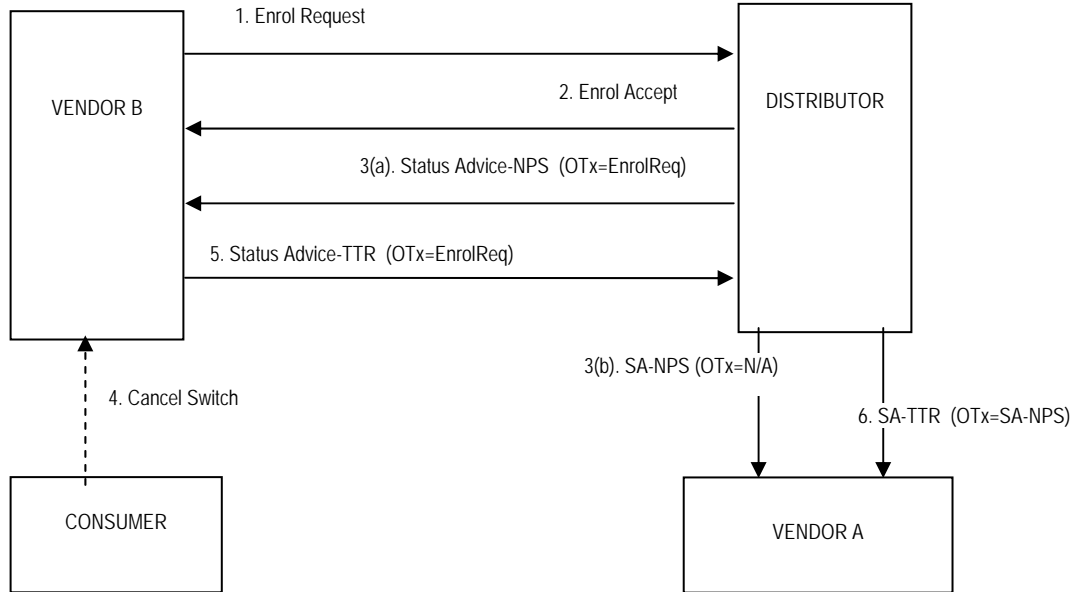 1. Enrol Request
VENDOR B
2. Enrol Accept
DISTRIBUTOR
3(a). Status Advice-NPS (OTx=EnrolReq)
5. Status Advice-TTR (OTx=EnrolReq)
3(b). SA-NPS (OTx=N/A)
4. Cancel Switch
6. SA-TTR (OTx=SA-NPS)
CONSUMER
VENDOR A